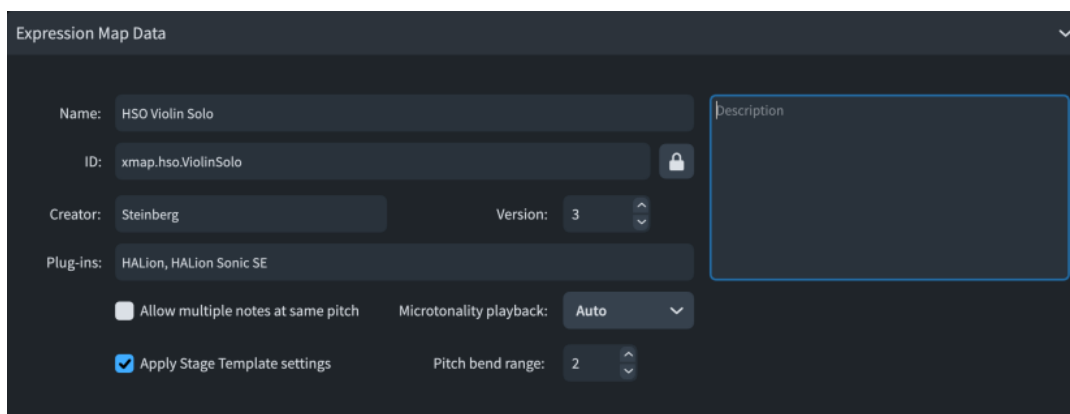 Expression Map Data
Name: HSO Violin Solo
Description
ID: xmap.hso.ViolinSolo
Creator: Steinberg Version: 3
Plug-ins: HALion, HALion Sonic SE
Allow multiple notes at same pitch Microtonality playback: Auto
Apply Stage Template settings Pitch bend range: 2